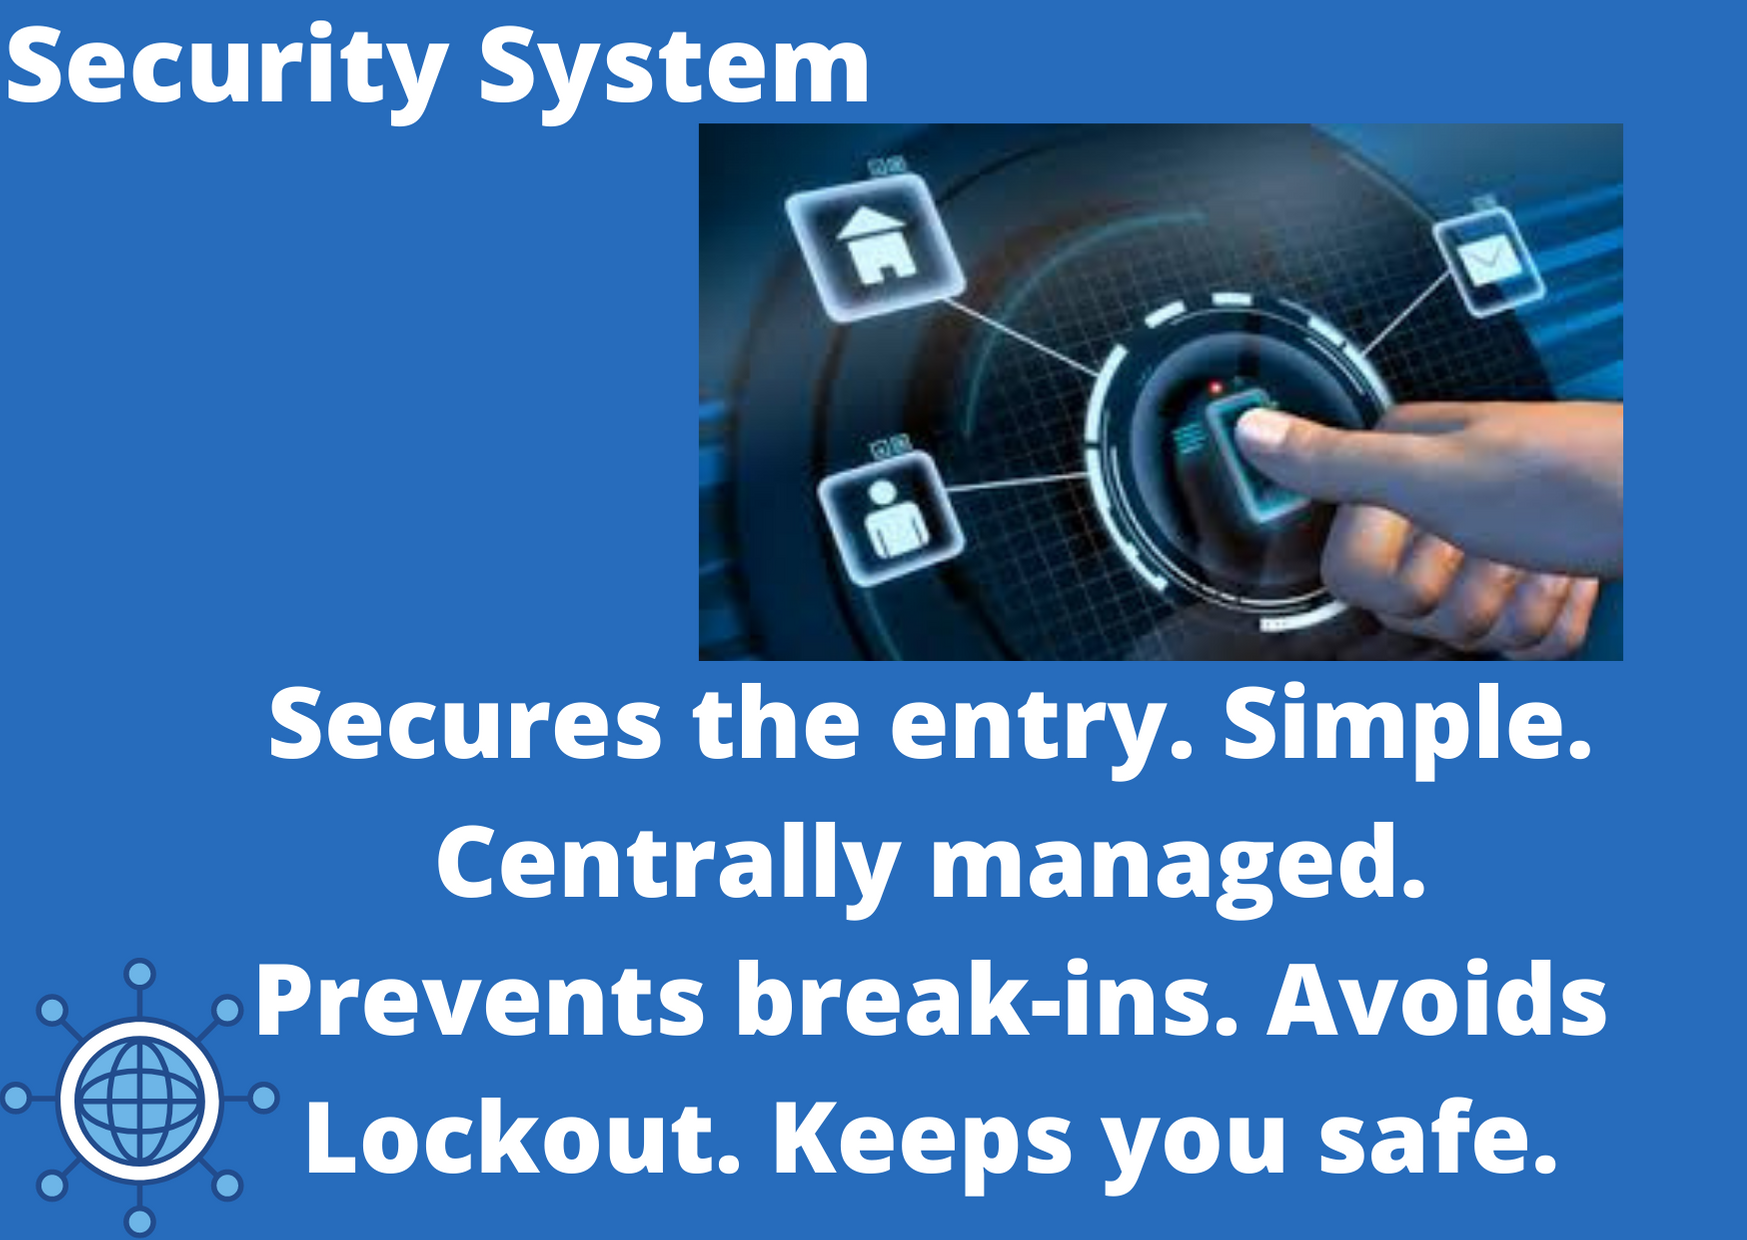 Security System
Secures the entry. Simple.
Centrally managed.
Prevents break-ins. Avoids
Lockout. Keeps you safe.